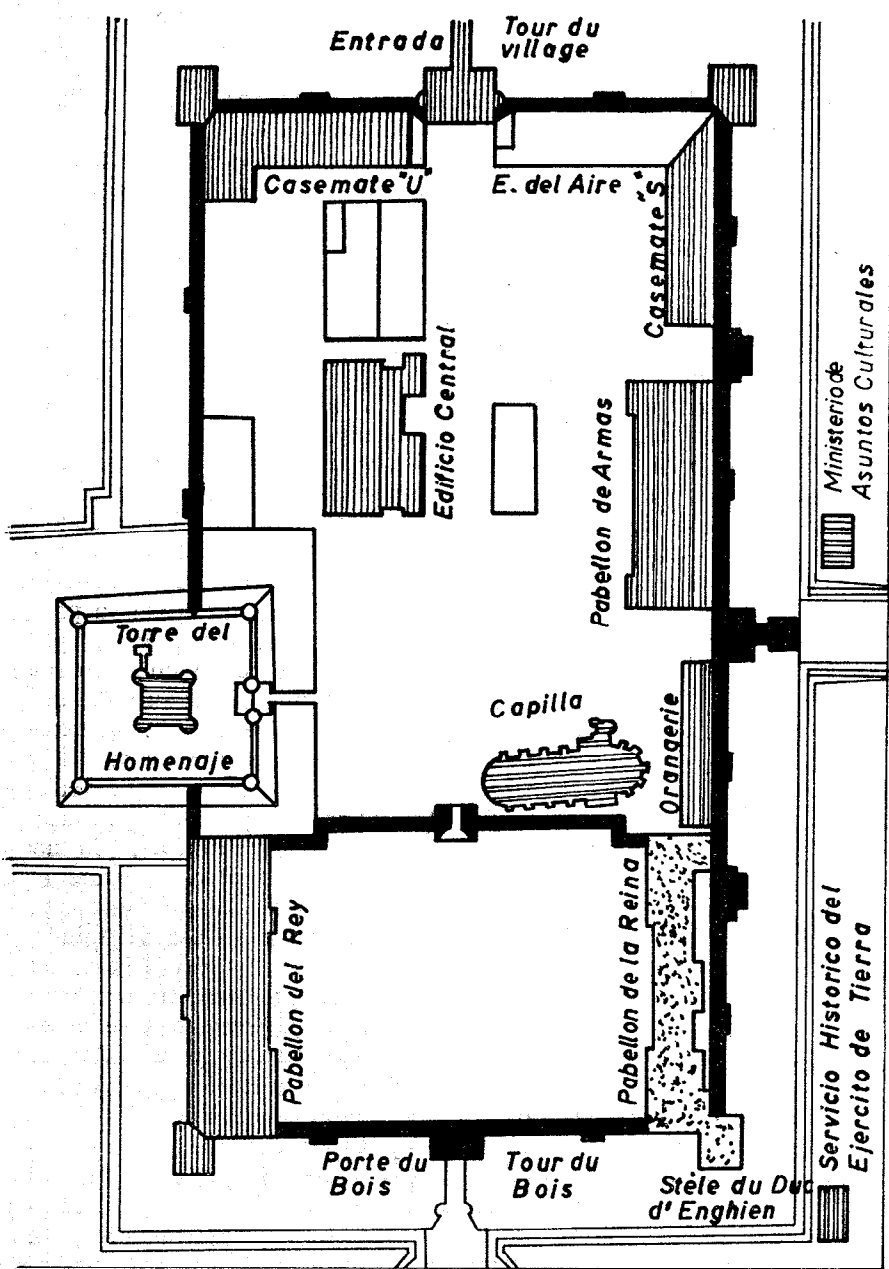 Entrada
Tour du
village
Casemate "U"
E. del Aire
Casemate "S"
Edificio Central
Pabellon de Armas
Ministerio de
Asuntos Culturales
Torre del
Homenaje
Capilla
Orangerie
Pabellon del Rey
Pabellon de la Reina
Servicio Historico del
Ejercito de Tierra
Porte du
Bois
Tour du
Bois
Stèle du Duc
d' Enghien